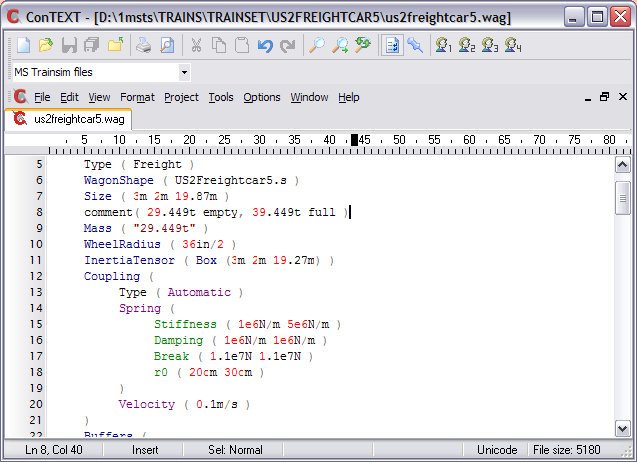 ConTEXT - [D:\1msts\TRAINS\TRAINSET\US2FREIGHTCAR5\us2freightcar5.wag]
1 2 3 4
MS Trainsim files
File Edit View Format Project Tools Options Window Help
us2freightcar5.wag
5 10 15 20 25 30 35 40 45 50 55 60 65 70 75 80
5 Type ( Freight )
6 WagonShape ( US2Freightcar5.s )
7 Size ( 3m 2m 19.87m )
8 comment( 29.449t empty, 39.449t full )
9 Mass ( "29.449t" )
10 WheelRadius ( 36in/2 )
11 InertiaTensor ( Box (3m 2m 19.27m) )
12 Coupling (
13 Type ( Automatic )
14 Spring (
15 Stiffness ( 1e6N/m 5e6N/m )
16 Damping ( 1e6N/m 1e6N/m )
17 Break ( 1.1e7N 1.1e7N )
18 r0 ( 20cm 30cm )
19 )
20 Velocity ( 0.1m/s )
21 )
22 Buffers (
Ln 8, Col 40 Insert Sel: Normal Unicode File size: 5180